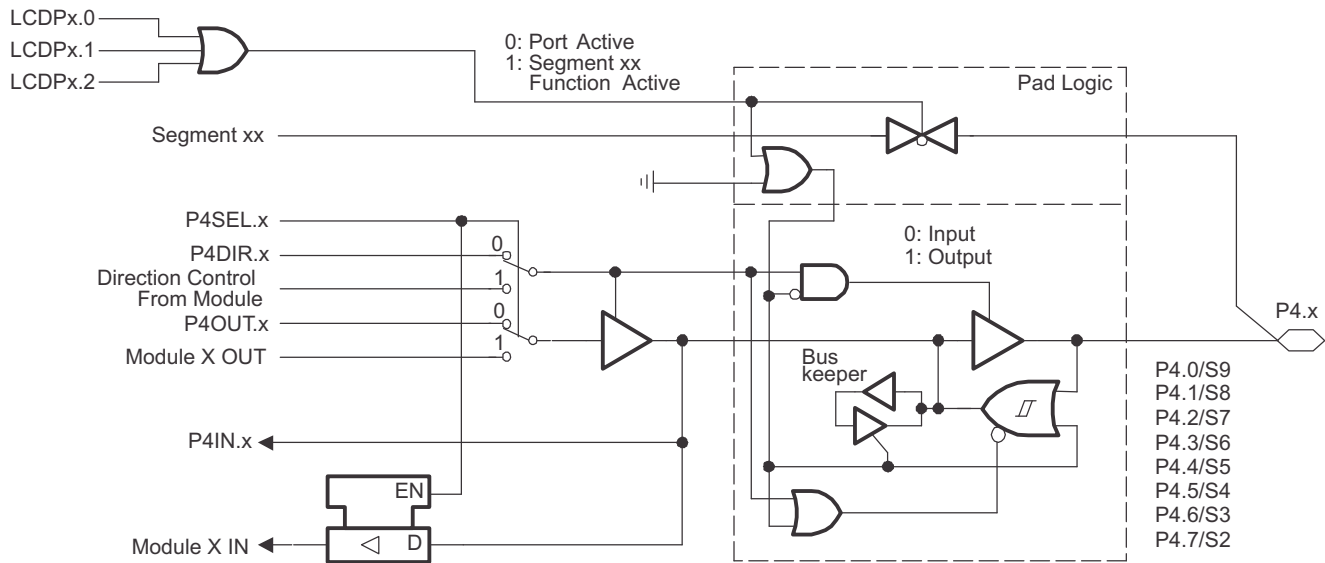 LCDPx.0
LCDPx.1
LCDPx.2
0: Port Active
1: Segment xx
Function Active
Pad Logic
Segment xx
P4SEL.x
P4DIR.x
0
Direction Control
From Module
1
P4OUT.x
0
Module X OUT
1
0: Input
1: Output
P4.x
Bus
keeper
P4.0/S9
P4.1/S8
P4.2/S7
P4.3/S6
P4.4/S5
P4.5/S4
P4.6/S3
P4.7/S2
P4IN.x
EN
D
Module X IN